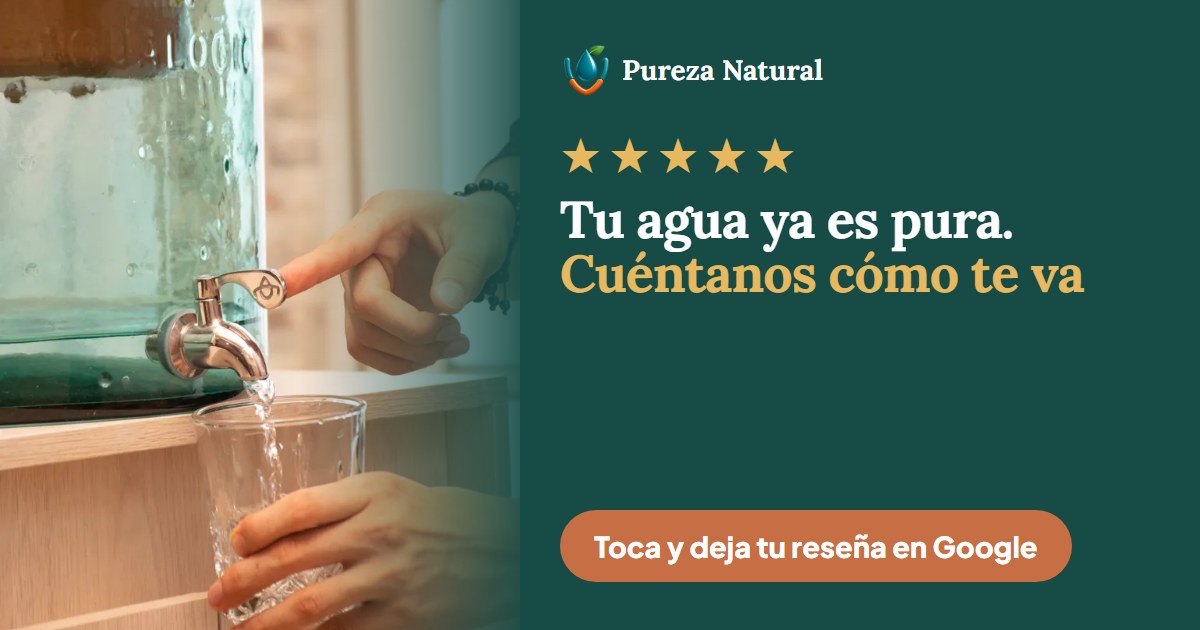 Pureza Natural
Tu agua ya es pura.
Cuéntanos cómo te va
Toca y deja tu reseña en Google